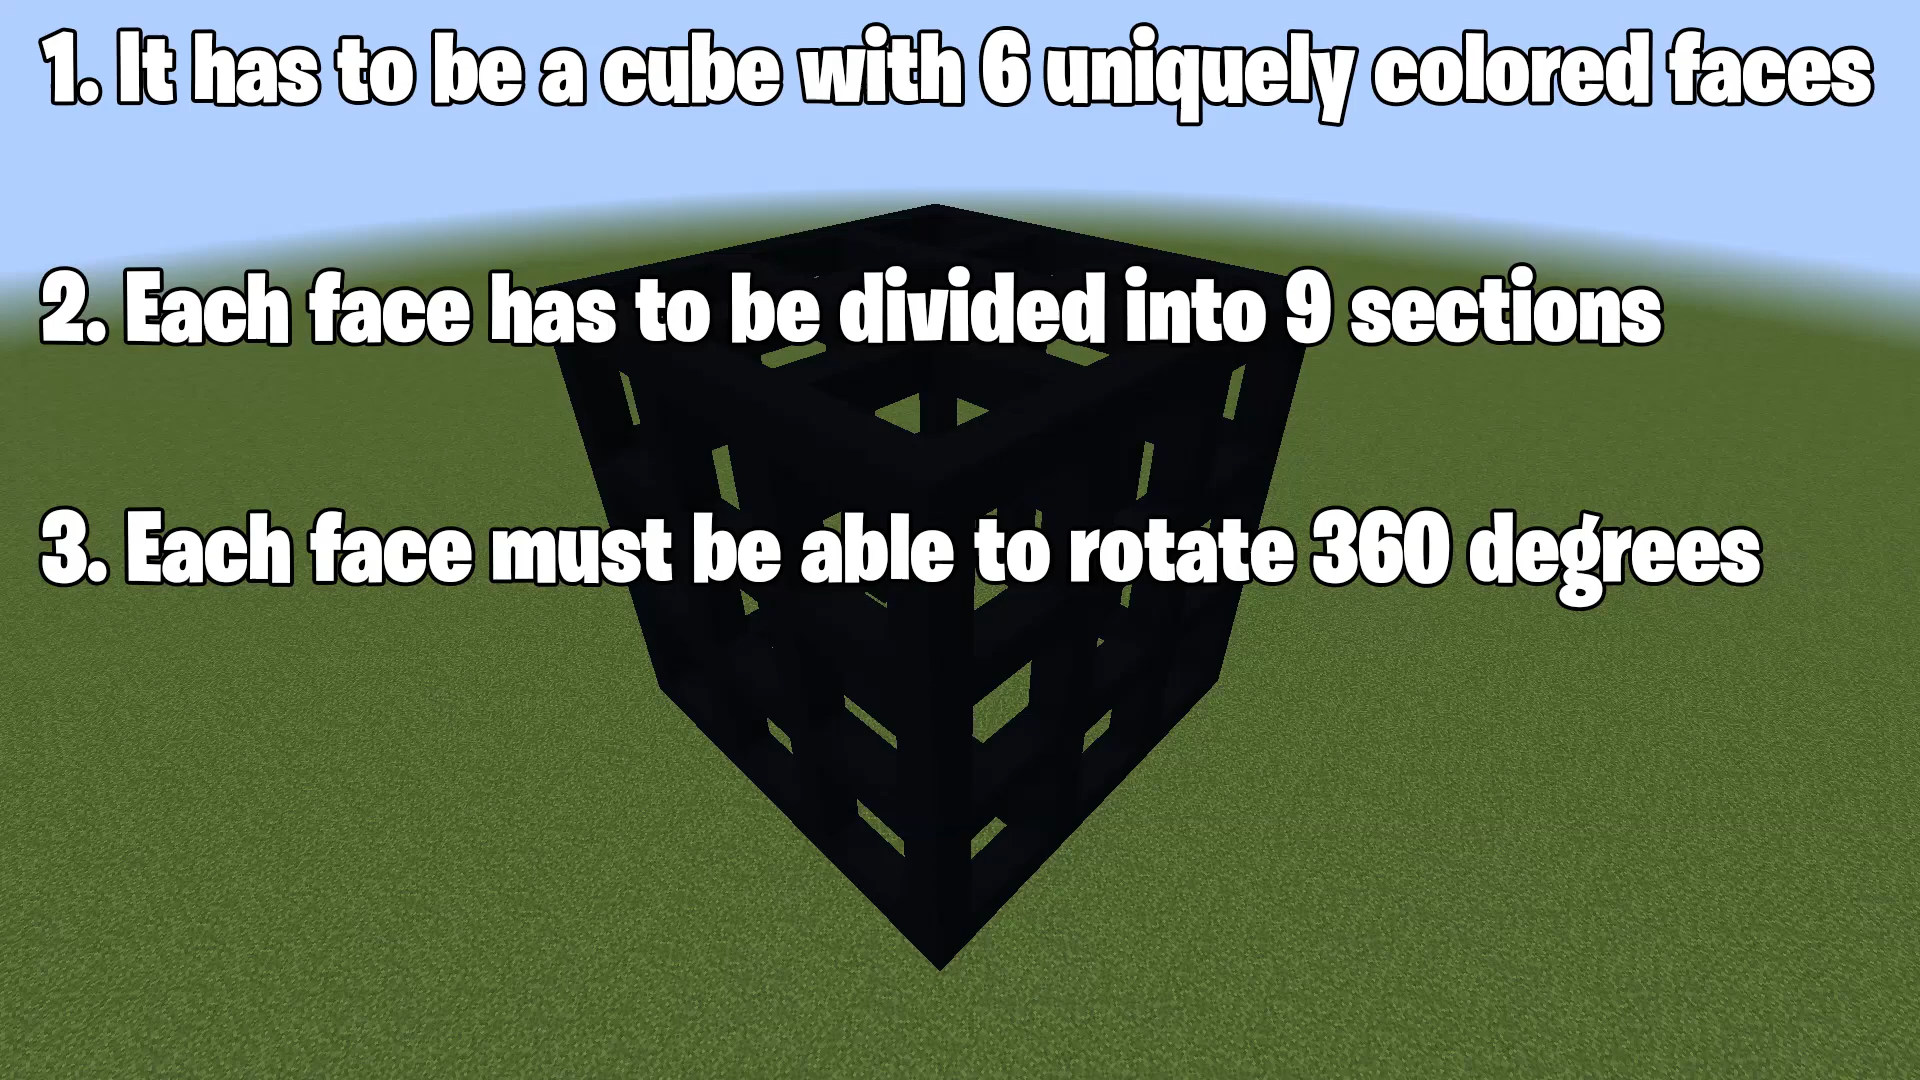 1. It has to be a cube with 6 uniquely colored faces
2. Each face has to be divided into 9 sections
3. Each face must be able to rotate 360 degrees